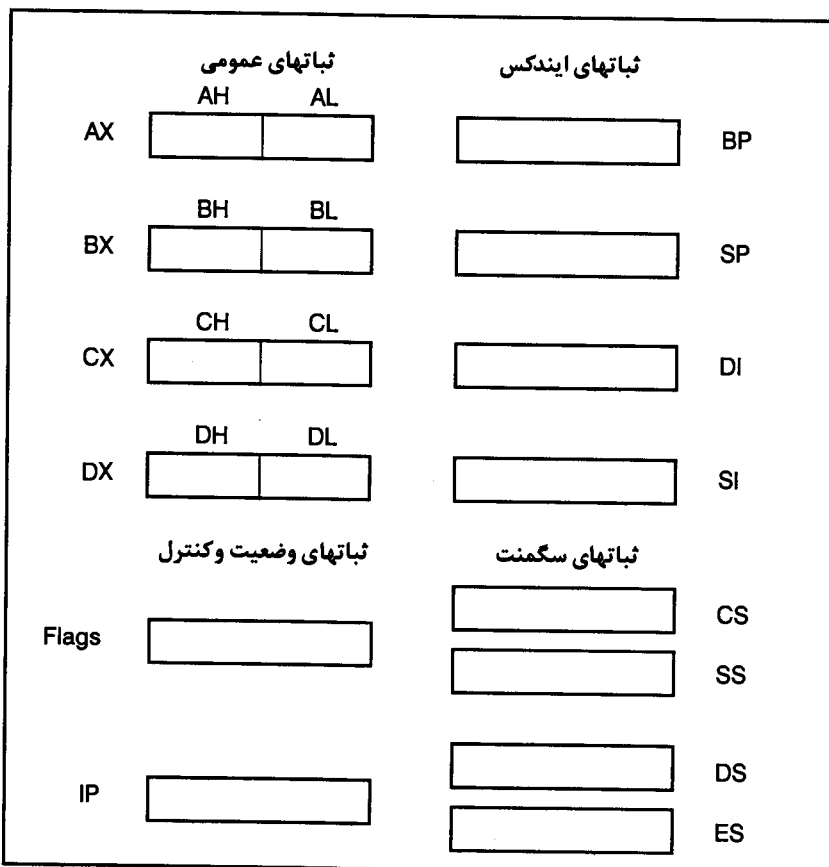 ثباتهای عمومی
ثباتهای ایندکس
AH AL
AX
BP
BH BL
BX
SP
CH CL
CX
DI
DH DL
DX
SI
ثباتهای وضعیت وکنترل
ثباتهای سگمنت
CS
Flags
SS
DS
IP
ES